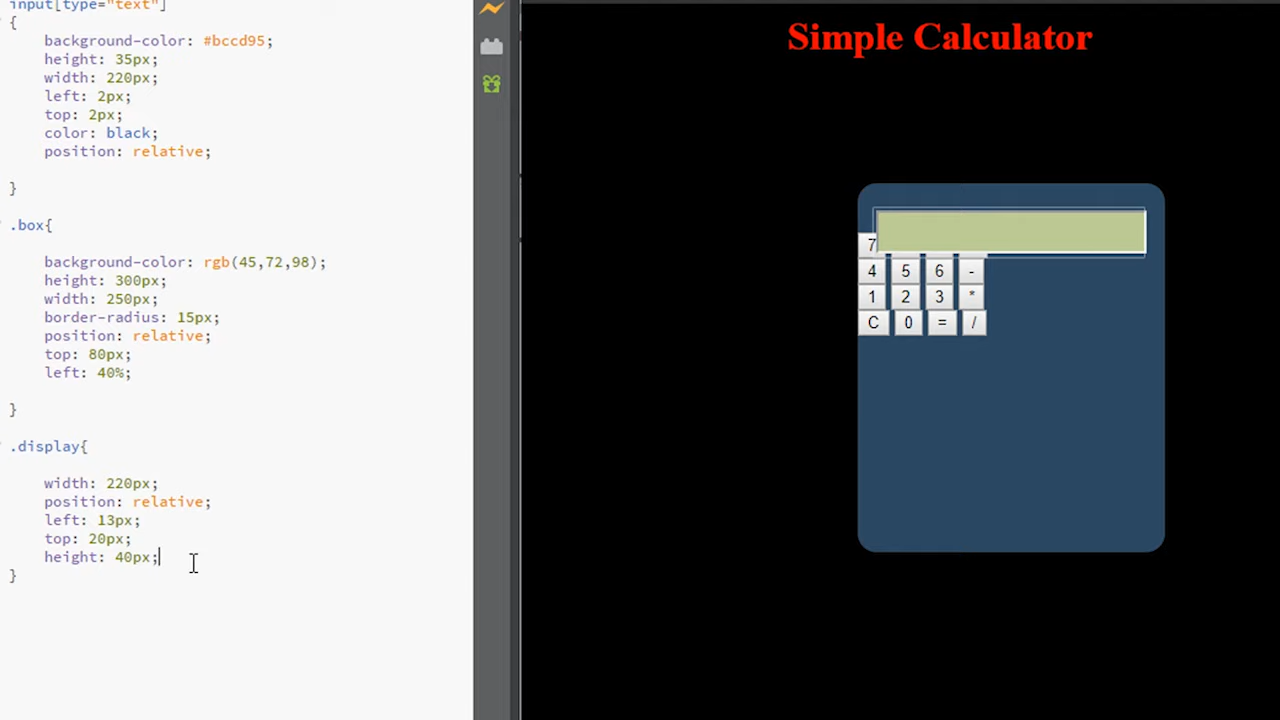 input[type="text"]
{
background-color: #bccd95;
height: 35px;
width: 220px;
left: 2px;
top: 2px;
color: black;
position: relative;
}
.box{
background-color: rgb(45,72,98);
height: 300px;
width: 250px;
border-radius: 15px;
position: relative;
top: 80px;
left: 40%;
}
.display{
width: 220px;
position: relative;
left: 13px;
top: 20px;
height: 40px;
}
Simple Calculator
7
4 5 6 -
1 2 3 *
C 0 = /